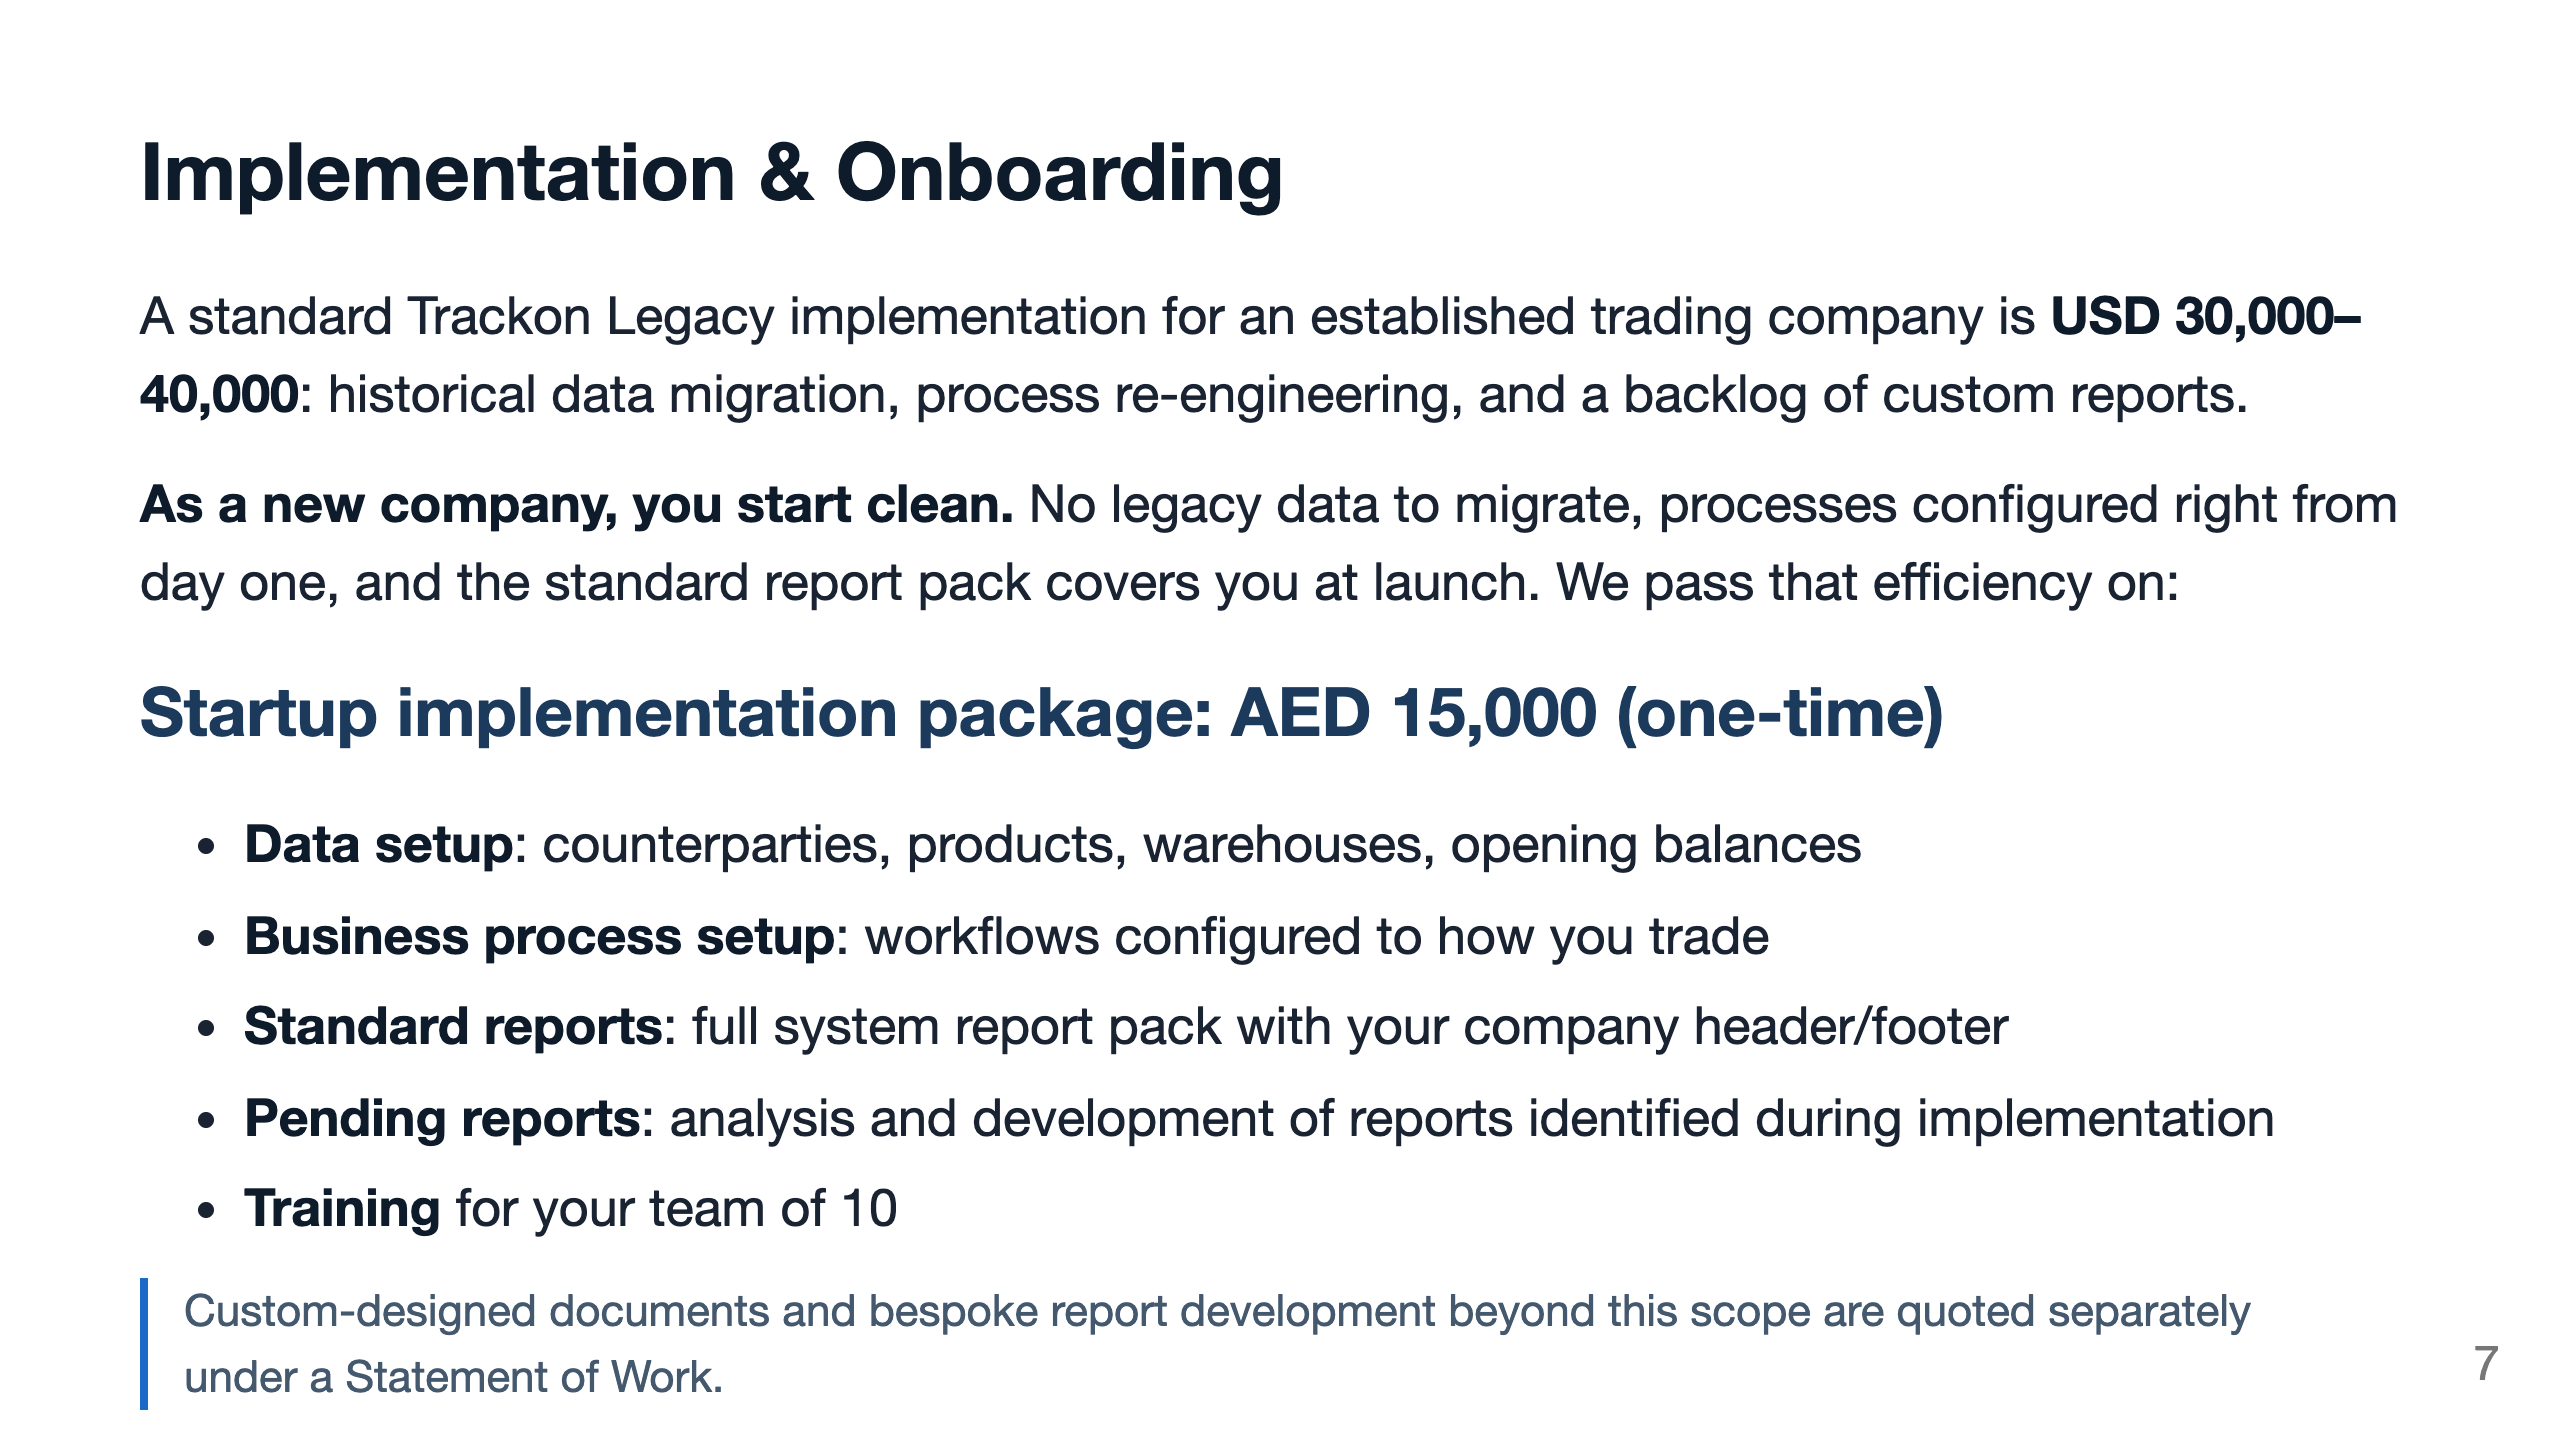 Implementation & Onboarding
A standard Trackon Legacy implementation for an established trading company is USD 30,000–
40,000: historical data migration, process re-engineering, and a backlog of custom reports.
As a new company, you start clean. No legacy data to migrate, processes configured right from
day one, and the standard report pack covers you at launch. We pass that efficiency on:
Startup implementation package: AED 15,000 (one-time)
• Data setup: counterparties, products, warehouses, opening balances
• Business process setup: workflows configured to how you trade
• Standard reports: full system report pack with your company header/footer
• Pending reports: analysis and development of reports identified during implementation
• Training for your team of 10
Custom-designed documents and bespoke report development beyond this scope are quoted separately
under a Statement of Work.
7